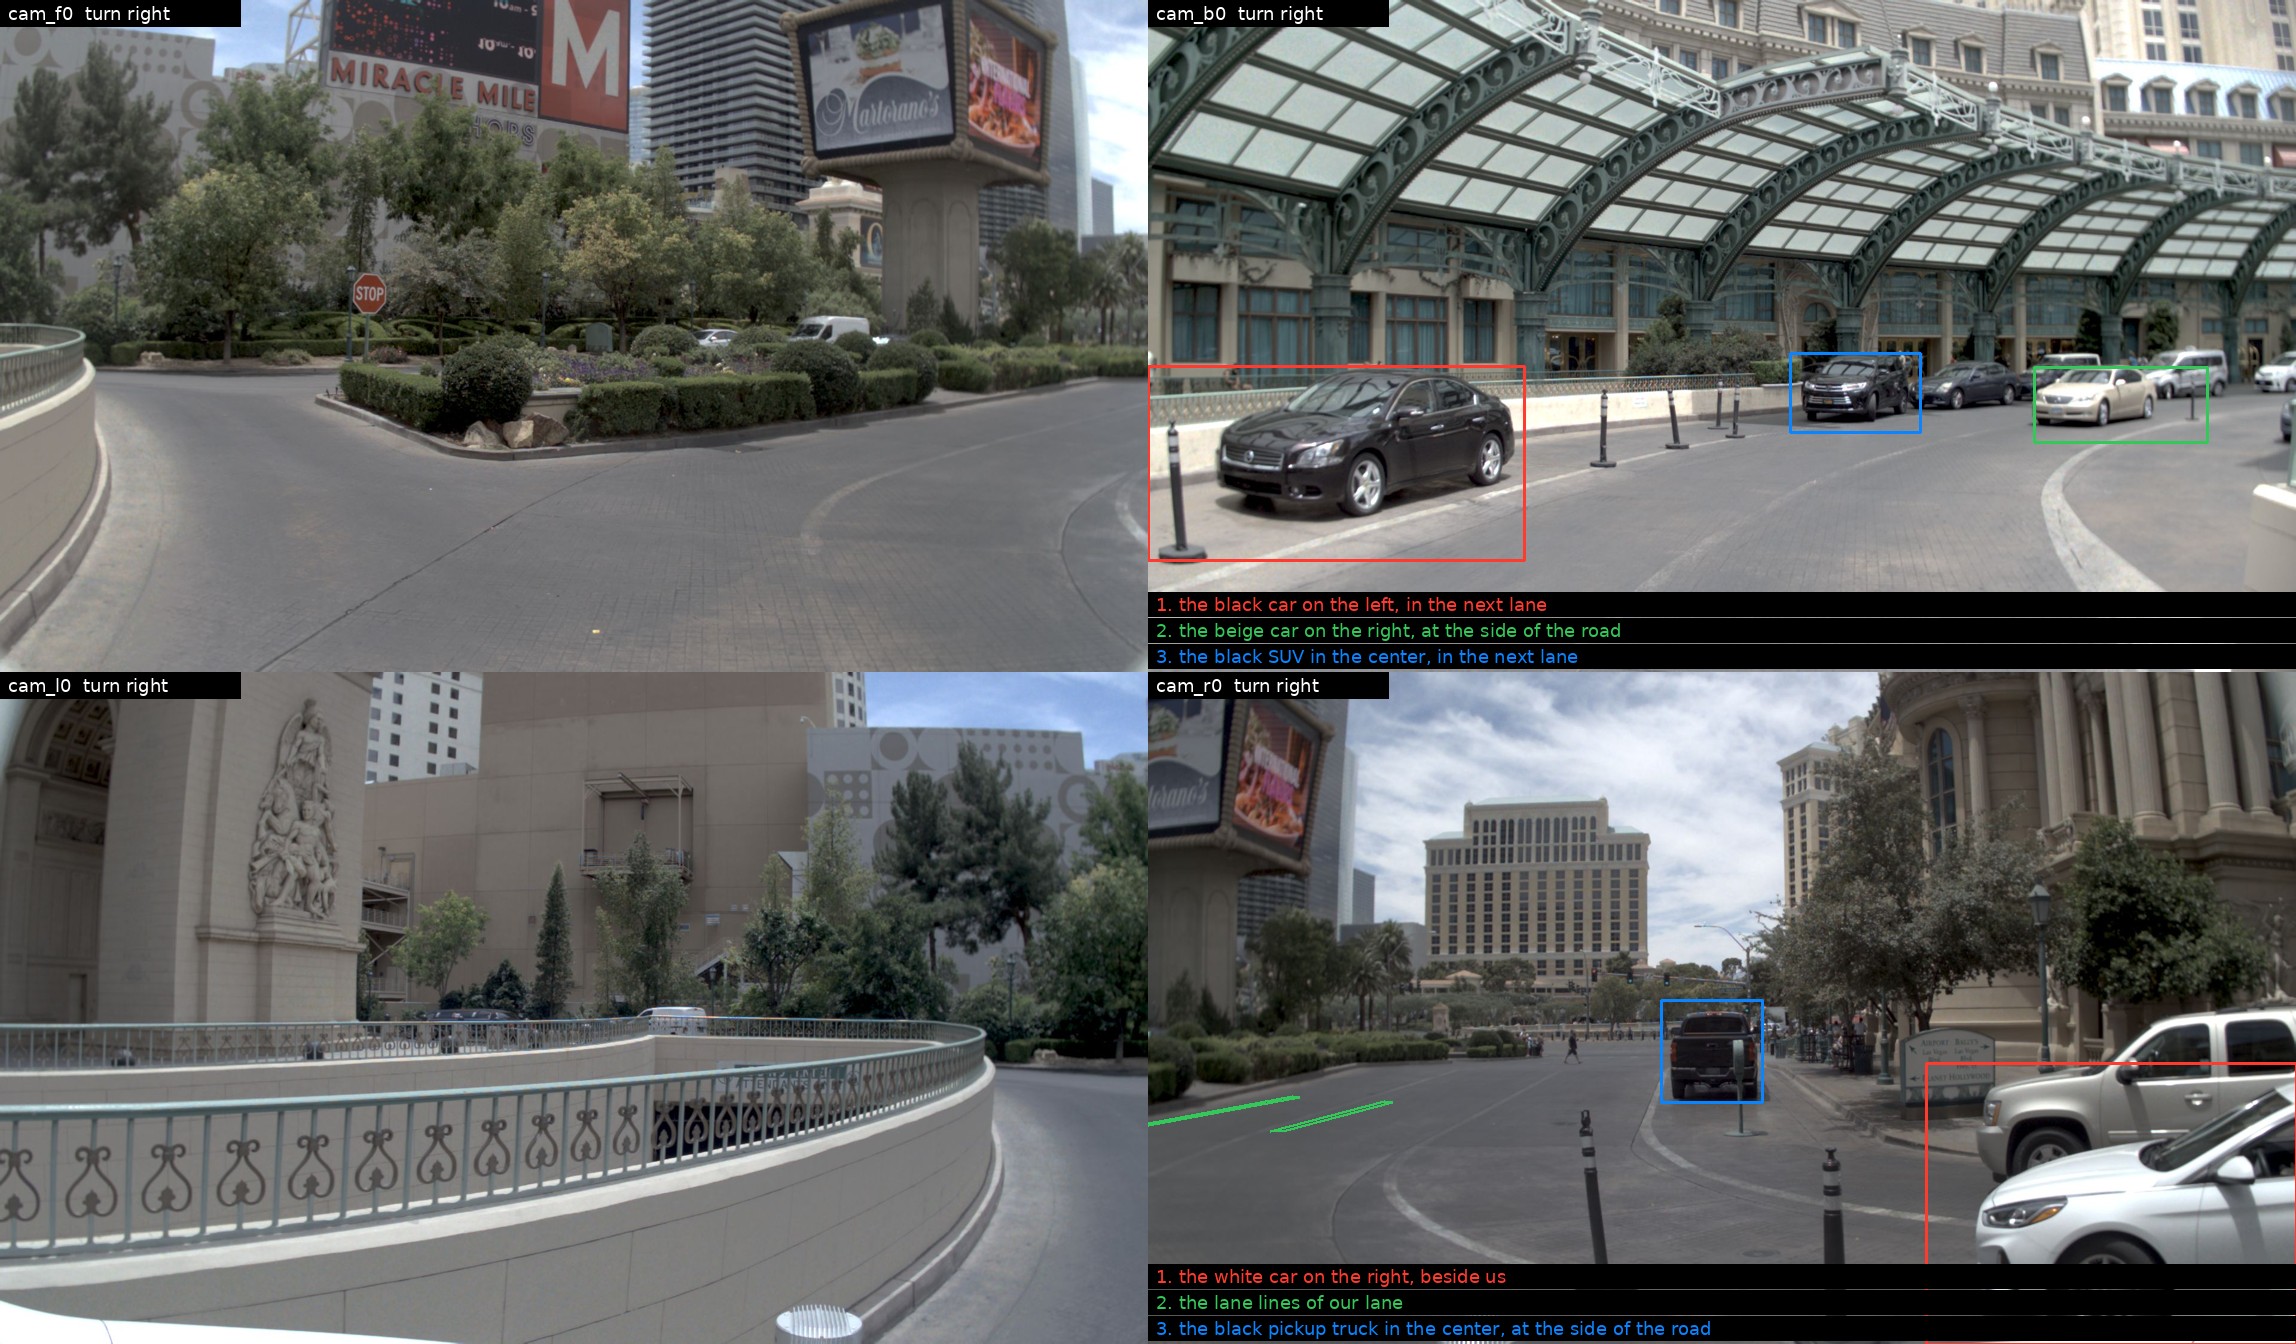 cam_f0 turn right
MIRACLE MILE
SHOPS
M
Martorano's
STOP
cam_b0 turn right
1. the black car on the left, in the next lane
2. the beige car on the right, at the side of the road
3. the black SUV in the center, in the next lane
cam_l0 turn right
cam_r0 turn right
1. the white car on the right, beside us
2. the lane lines of our lane
3. the black pickup truck in the center, at the side of the road